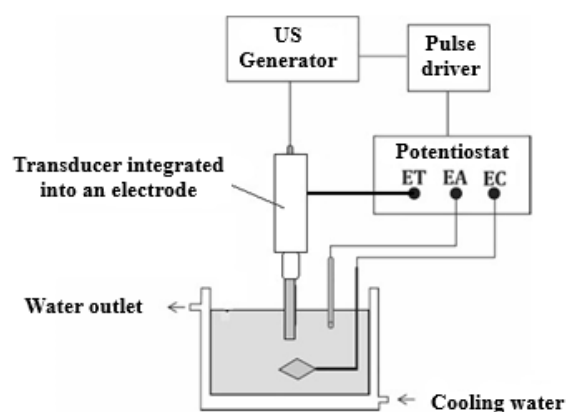 US
Generator
Pulse
driver
Potentiostat
ET EA EC
Transducer integrated
into an electrode
Water outlet
Cooling water